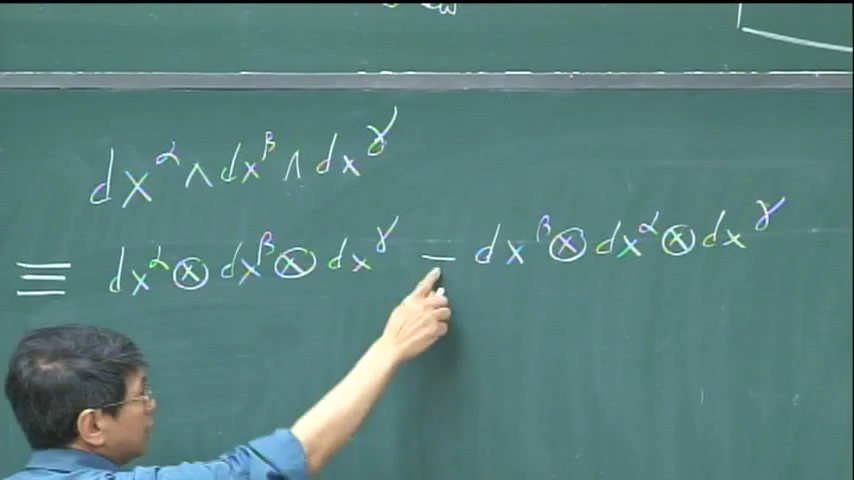 dx^α ∧ dx^β ∧ dx^γ
≡ dx^α ⊗ dx^β ⊗ dx^γ − dx^β ⊗ dx^α ⊗ dx^γ